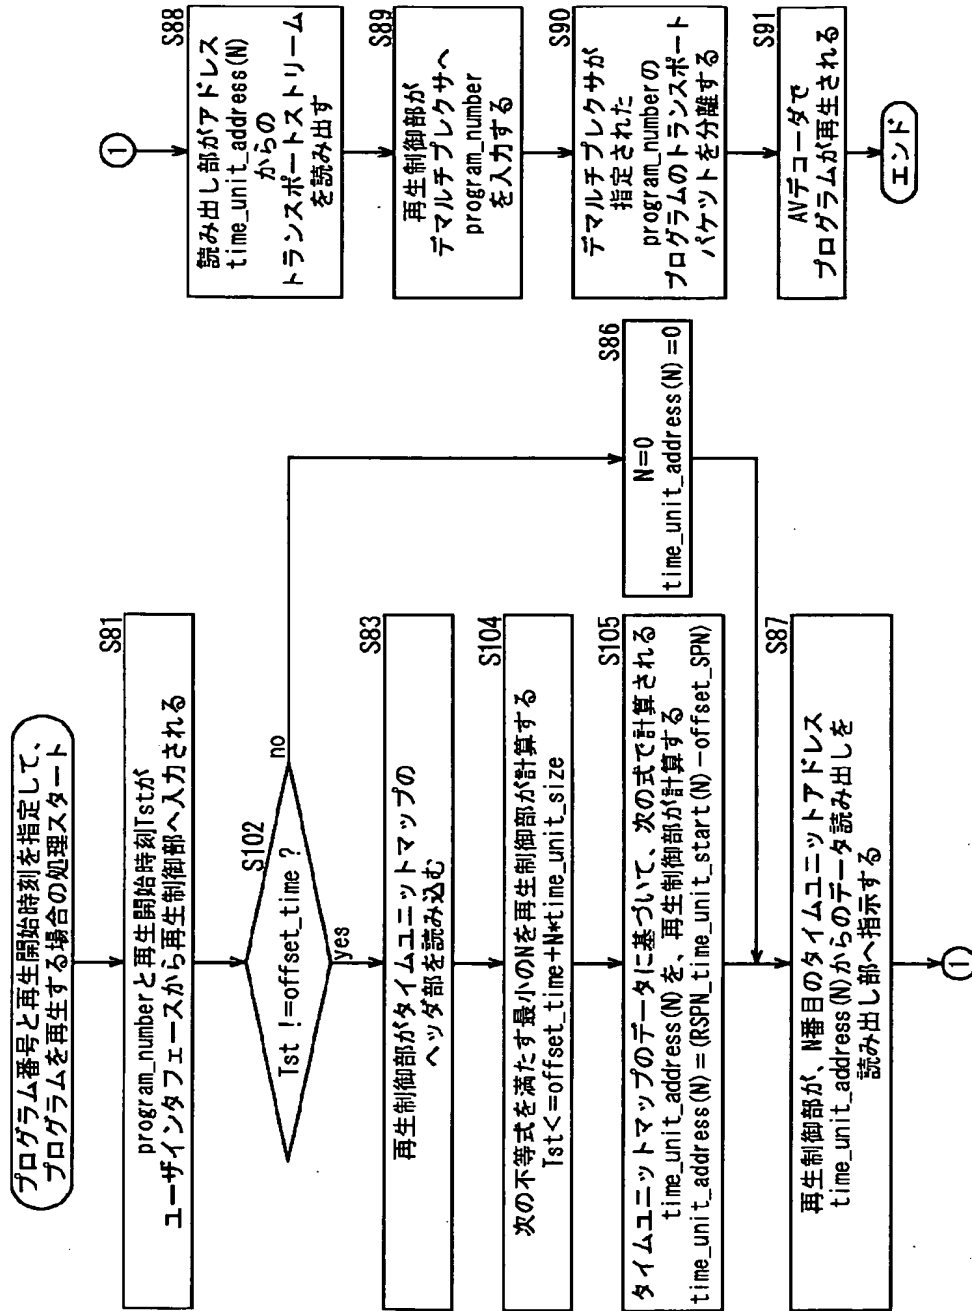 プログラム番号と再生開始時刻を指定して、
プログラムを再生する場合の処理スタート
S81
program_numberと再生開始時刻Tstが
ユーザインタフェースから再生制御部へ入力される
S102
Tst !=offset_time ?
no
yes
S83
再生制御部がタイムユニットマップの
ヘッダ部を読み込む
S104
次の不等式を満たす最小のNを再生制御部が計算する
Tst<=offset_time+N*time_unit_size
S105
タイムユニットマップのデータに基づいて、次の式で計算される
time_unit_address(N)を、再生制御部が計算する
time_unit_address(N)=(RSPN_time_unit_start(N)-offset_SPN)
S86
N=0
time_unit_address(N)=0
S87
再生制御部が、N番目のタイムユニットアドレス
time_unit_address(N)からのデータ読み出しを
読み出し部へ指示する
1
1
S88
読み出し部がアドレス
time_unit_address(N)
からの
トランスポートストリーム
を読み出す
S89
再生制御部が
デマルチプレクサへ
program_number
を入力する
S90
デマルチプレクサが
指定された
program_numberの
プログラムのトランスポート
パケットを分離する
S91
AVデコーダで
プログラムが再生される
エンド